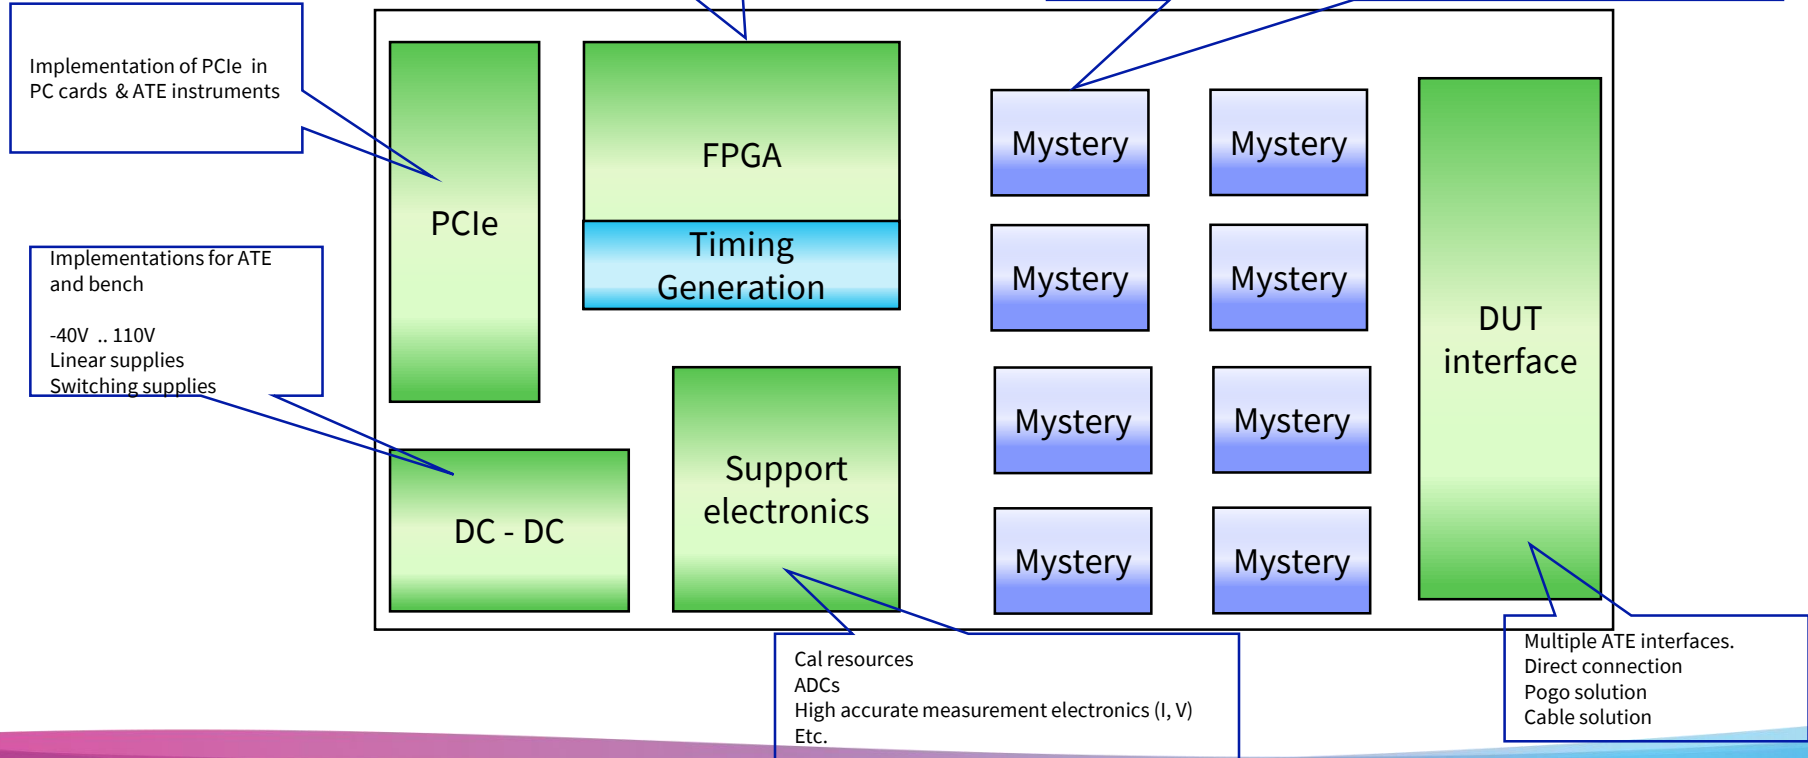 Implementation of PCIe in
PC cards & ATE instruments
PCIe
FPGA
Timing
Generation
Mystery
Mystery
Mystery
Mystery
Mystery
Mystery
Mystery
Mystery
DUT
interface
Implementations for ATE
and bench
-40V .. 110V
Linear supplies
Switching supplies
DC - DC
Support
electronics
Cal resources
ADCs
High accurate measurement electronics (I, V)
Etc.
Multiple ATE interfaces.
Direct connection
Pogo solution
Cable solution